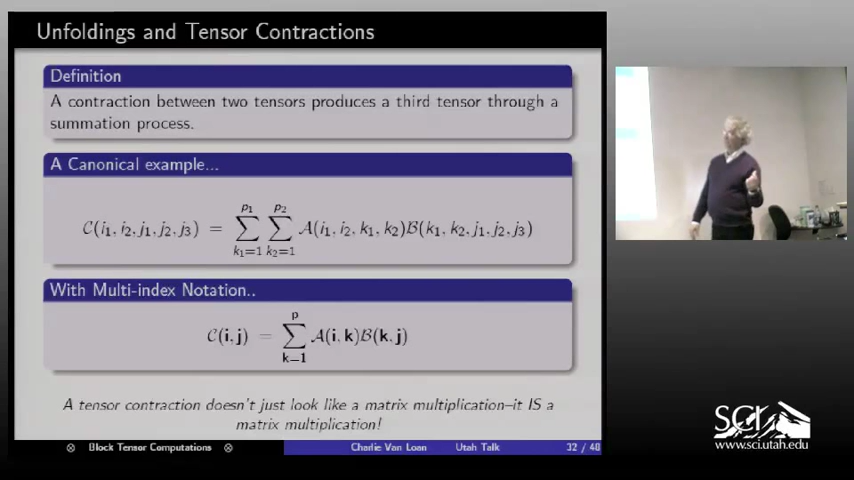 Unfoldings and Tensor Contractions
Definition
A contraction between two tensors produces a third tensor through a
summation process.
A Canonical example...
C(i₁, i₂, j₁, j₂, j₃) = ∑_{k₁=1}^{p₁} ∑_{k₂=1}^{p₂} A(i₁, i₂, k₁, k₂)B(k₁, k₂, j₁, j₂, j₃)
With Multi-index Notation..
C(i, j) = ∑_{k=1}^{p} A(i, k)B(k, j)
A tensor contraction doesn't just look like a matrix multiplication–it IS a
matrix multiplication!
⊗ Block Tensor Computations ⊗ Charlie Van Loan Utah Talk 32 / 48
SCI
www.sci.utah.edu